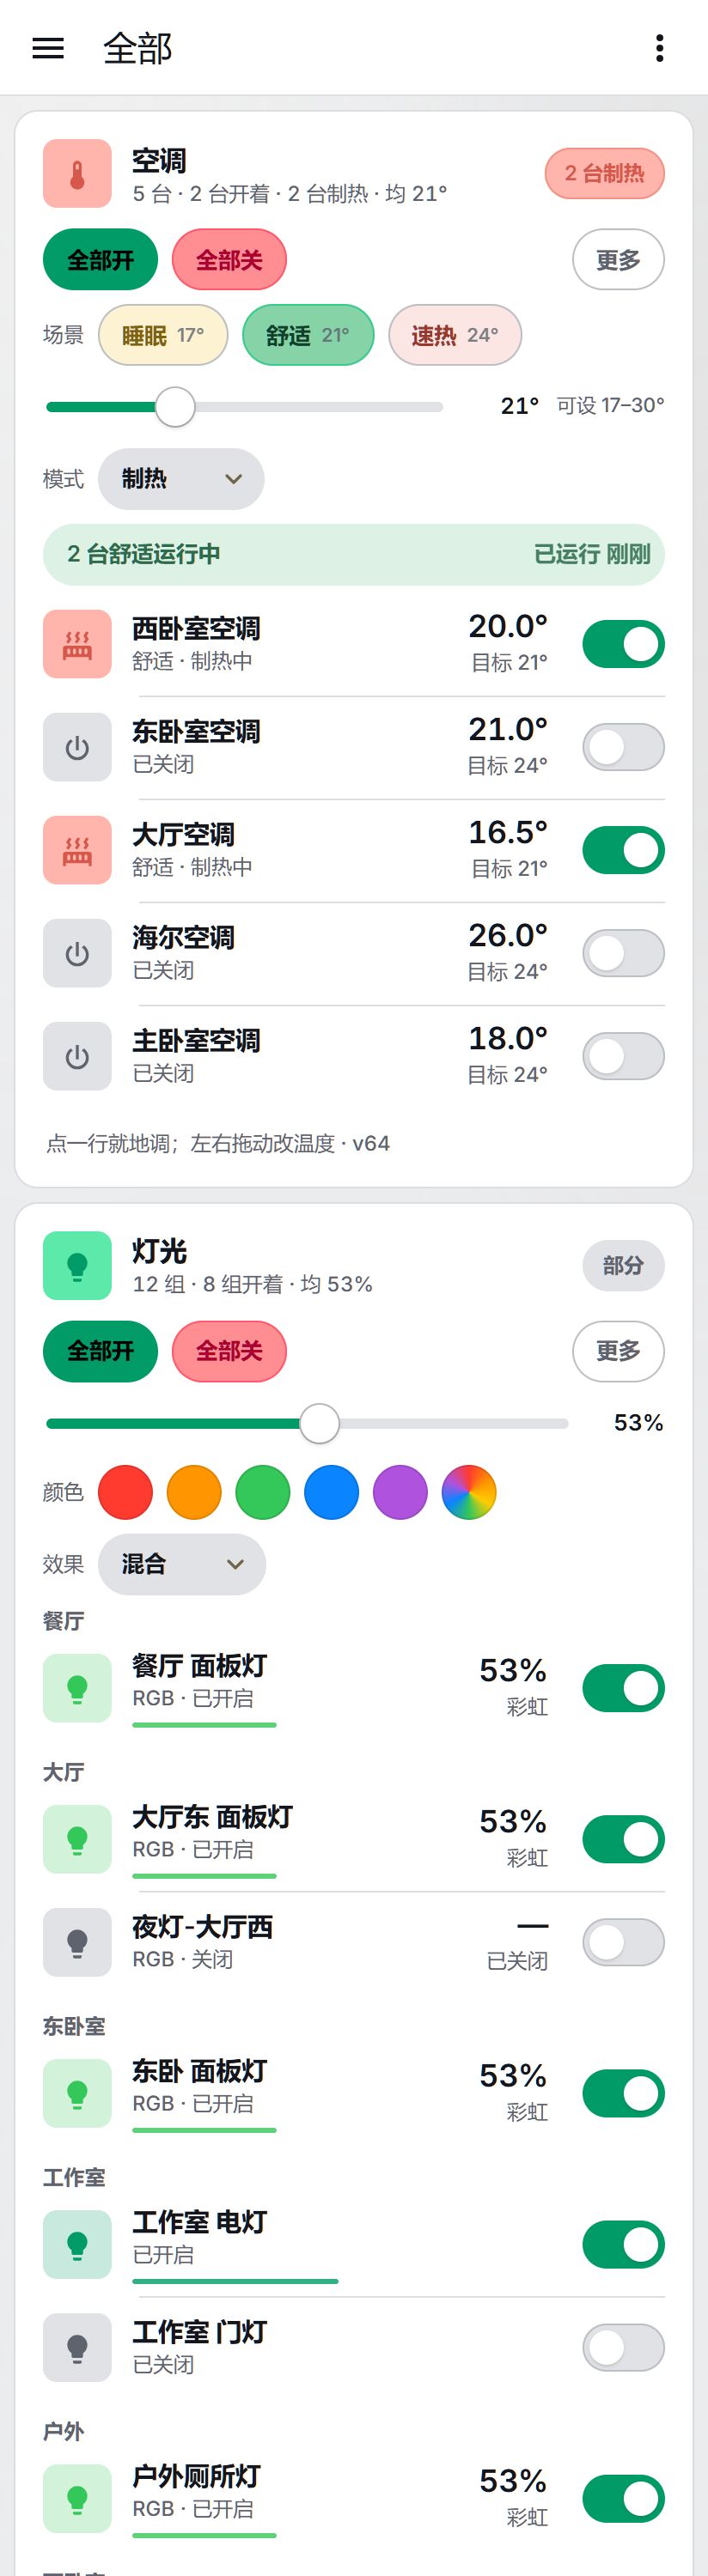 全部
空调
5 台 · 2 台开着 · 2 台制热 · 均 21°
2 台制热
全部开
全部关
更多
场景
睡眠 17°
舒适 21°
速热 24°
21°
可设 17–30°
模式
制热
2 台舒适运行中
已运行 刚刚
西卧室空调
20.0°
舒适 · 制热中
目标 21°
东卧室空调
21.0°
已关闭
目标 24°
大厅空调
16.5°
舒适 · 制热中
目标 21°
海尔空调
26.0°
已关闭
目标 24°
主卧室空调
18.0°
已关闭
目标 24°
点一行就地调；左右拖动改温度 · v64
灯光
12 组 · 8 组开着 · 均 53%
部分
全部开
全部关
更多
53%
颜色
效果
混合
餐厅
餐厅 面板灯
53%
RGB · 已开启
彩虹
大厅
大厅东 面板灯
53%
RGB · 已开启
彩虹
夜灯-大厅西
—
RGB · 关闭
已关闭
东卧室
东卧 面板灯
53%
RGB · 已开启
彩虹
工作室
工作室 电灯
已开启
工作室 门灯
已关闭
户外
户外厕所灯
53%
RGB · 已开启
彩虹